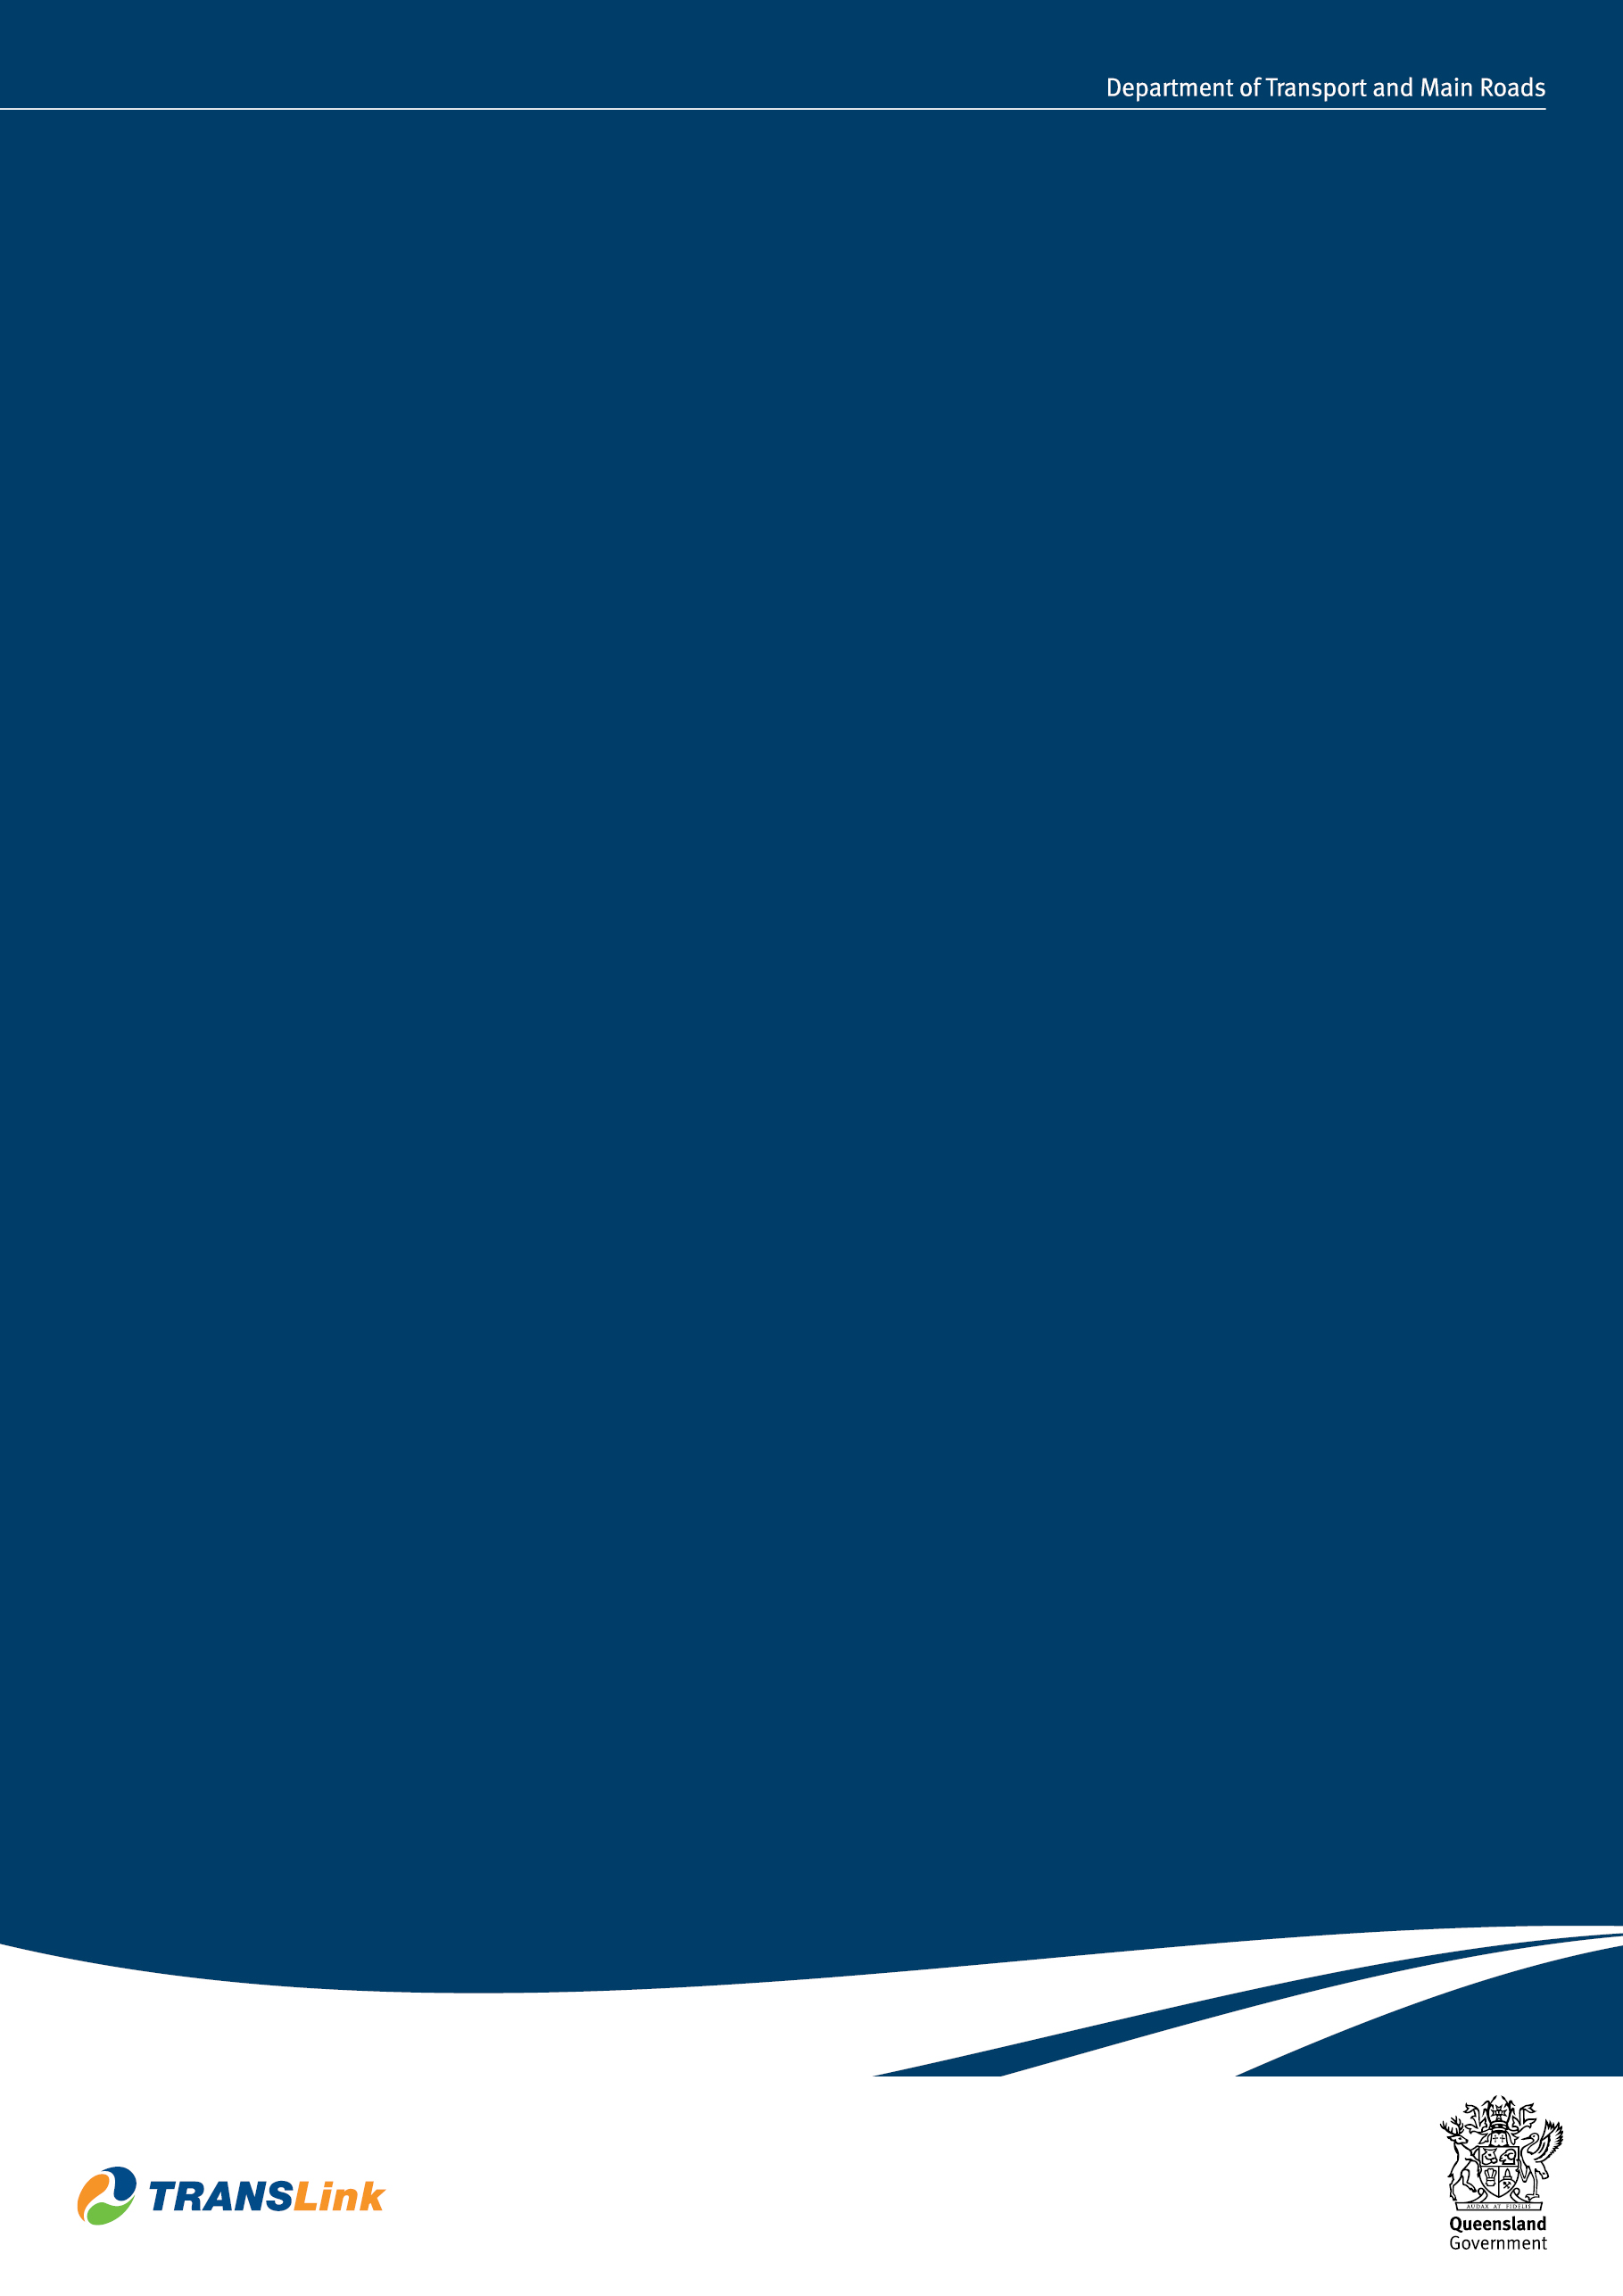 Department of Transport and Main Roads
TRANSLink
AUDAX AT FIDELIS
Queensland
Government